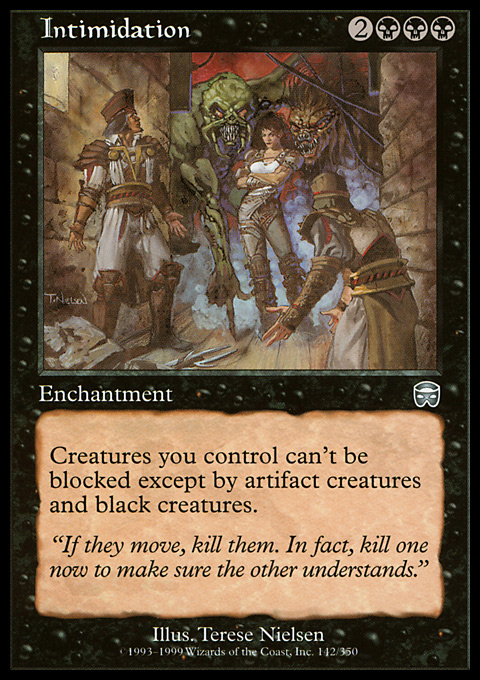 Intimidation 2
T. Nielsen
Enchantment
Creatures you control can't be
blocked except by artifact creatures
and black creatures.
“If they move, kill them. In fact, kill one
now to make sure the other understands.”
Illus. Terese Nielsen
©1993–1999 Wizards of the Coast, Inc. 142/350